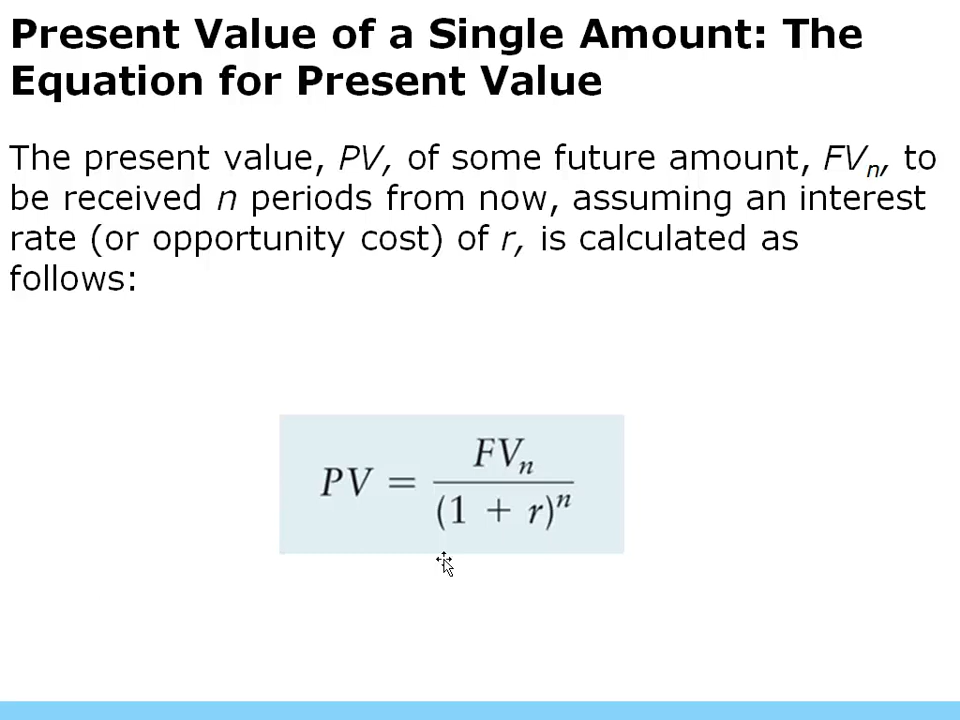 Present Value of a Single Amount: The
Equation for Present Value
The present value, PV, of some future amount, FVₙ, to
be received n periods from now, assuming an interest
rate (or opportunity cost) of r, is calculated as
follows:
PV = FVₙ / (1 + r)ⁿ